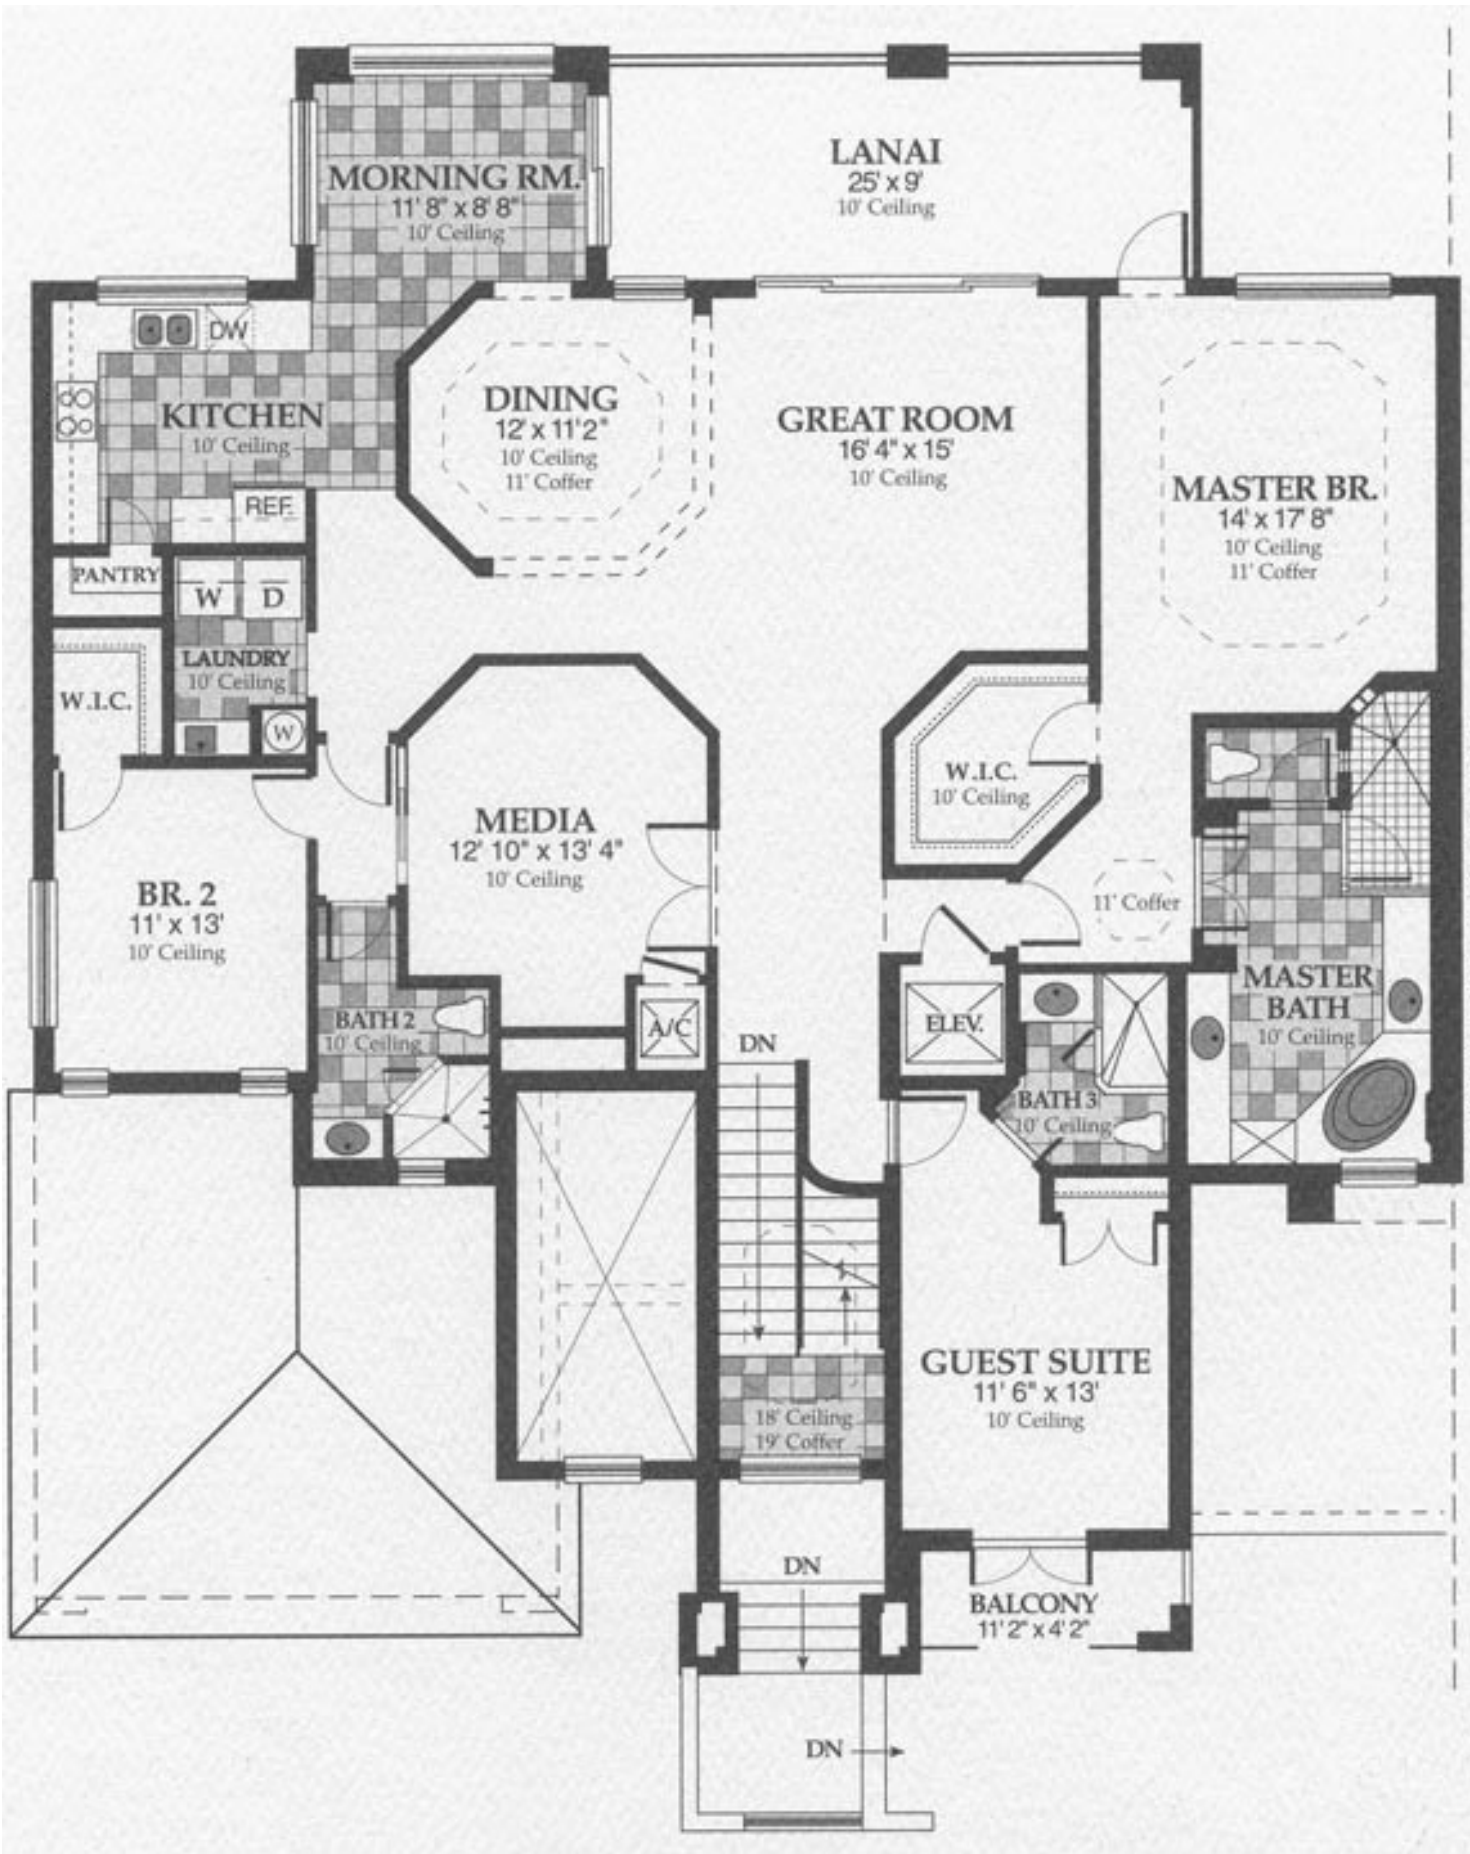 LANAI
25' x 9'
10' Ceiling
MORNING RM.
11' 8" x 8' 8"
10' Ceiling
DW
KITCHEN
10' Ceiling
REF.
DINING
12' x 11' 2"
10' Ceiling
11' Coffer
GREAT ROOM
16' 4" x 15'
10' Ceiling
MASTER BR.
14' x 17' 8"
10' Ceiling
11' Coffer
PANTRY
W
D
LAUNDRY
10' Ceiling
W.I.C.
W
W.I.C.
10' Ceiling
MEDIA
12' 10" x 13' 4"
10' Ceiling
BR. 2
11' x 13'
10' Ceiling
11' Coffer
MASTER
BATH
10' Ceiling
BATH 2
10' Ceiling
A/C
DN
ELEV.
BATH 3
10' Ceiling
GUEST SUITE
11' 6" x 13'
10' Ceiling
18' Ceiling
19' Coffer
DN
BALCONY
11' 2" x 4' 2"
DN